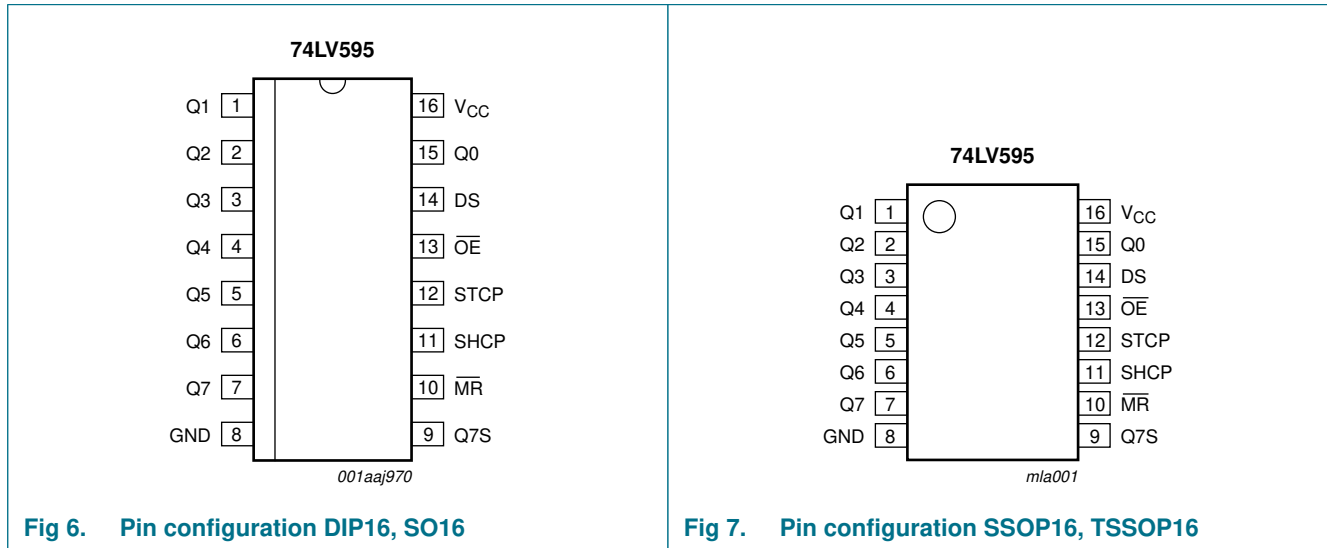 74LV595
Q1 1 16 VCC
Q2 2 15 Q0
Q3 3 14 DS
Q4 4 13 O̅E̅
Q5 5 12 STCP
Q6 6 11 SHCP
Q7 7 10 M̅R̅
GND 8 9 Q7S
001aaj970
Fig 6. Pin configuration DIP16, SO16
74LV595
Q1 1 16 VCC
Q2 2 15 Q0
Q3 3 14 DS
Q4 4 13 O̅E̅
Q5 5 12 STCP
Q6 6 11 SHCP
Q7 7 10 M̅R̅
GND 8 9 Q7S
mla001
Fig 7. Pin configuration SSOP16, TSSOP16